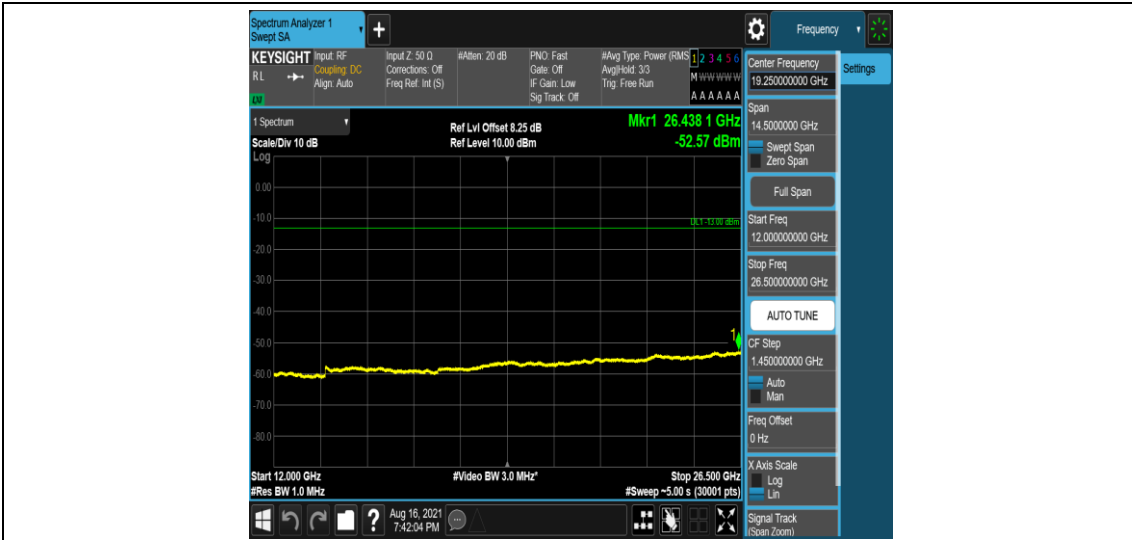 Spectrum Analyzer 1
Swept SA
+
Frequency
KEYSIGHT
RL
LXI
Input: RF
Coupling: DC
Align: Auto
Input Z: 50 Ω
Corrections: Off
Freq Ref: Int (S)
#Atten: 20 dB
PNO: Fast
Gate: Off
IF Gain: Low
Sig Track: Off
#Avg Type: Power (RMS
Avg|Hold: 3/3
Trig: Free Run
1 2 3 4 5 6
M W W W W W
A A A A A A
1 Spectrum
Scale/Div 10 dB
Log
Ref Lvl Offset 8.25 dB
Ref Level 10.00 dBm
Mkr1 26.438 1 GHz
-52.57 dBm
0.00
-10.0
DL1 -13.00 dBm
-20.0
-30.0
-40.0
1
-50.0
-60.0
-70.0
-80.0
Start 12.000 GHz
#Res BW 1.0 MHz
#Video BW 3.0 MHz*
Stop 26.500 GHz
#Sweep ~5.00 s (30001 pts)
?
Aug 16, 2021
7:42:04 PM
Center Frequency
19.250000000 GHz
Settings
Span
14.5000000 GHz
Swept Span
Zero Span
Full Span
Start Freq
12.000000000 GHz
Stop Freq
26.500000000 GHz
AUTO TUNE
CF Step
1.450000000 GHz
Auto
Man
Freq Offset
0 Hz
X Axis Scale
Log
Lin
Signal Track
(Span Zoom)